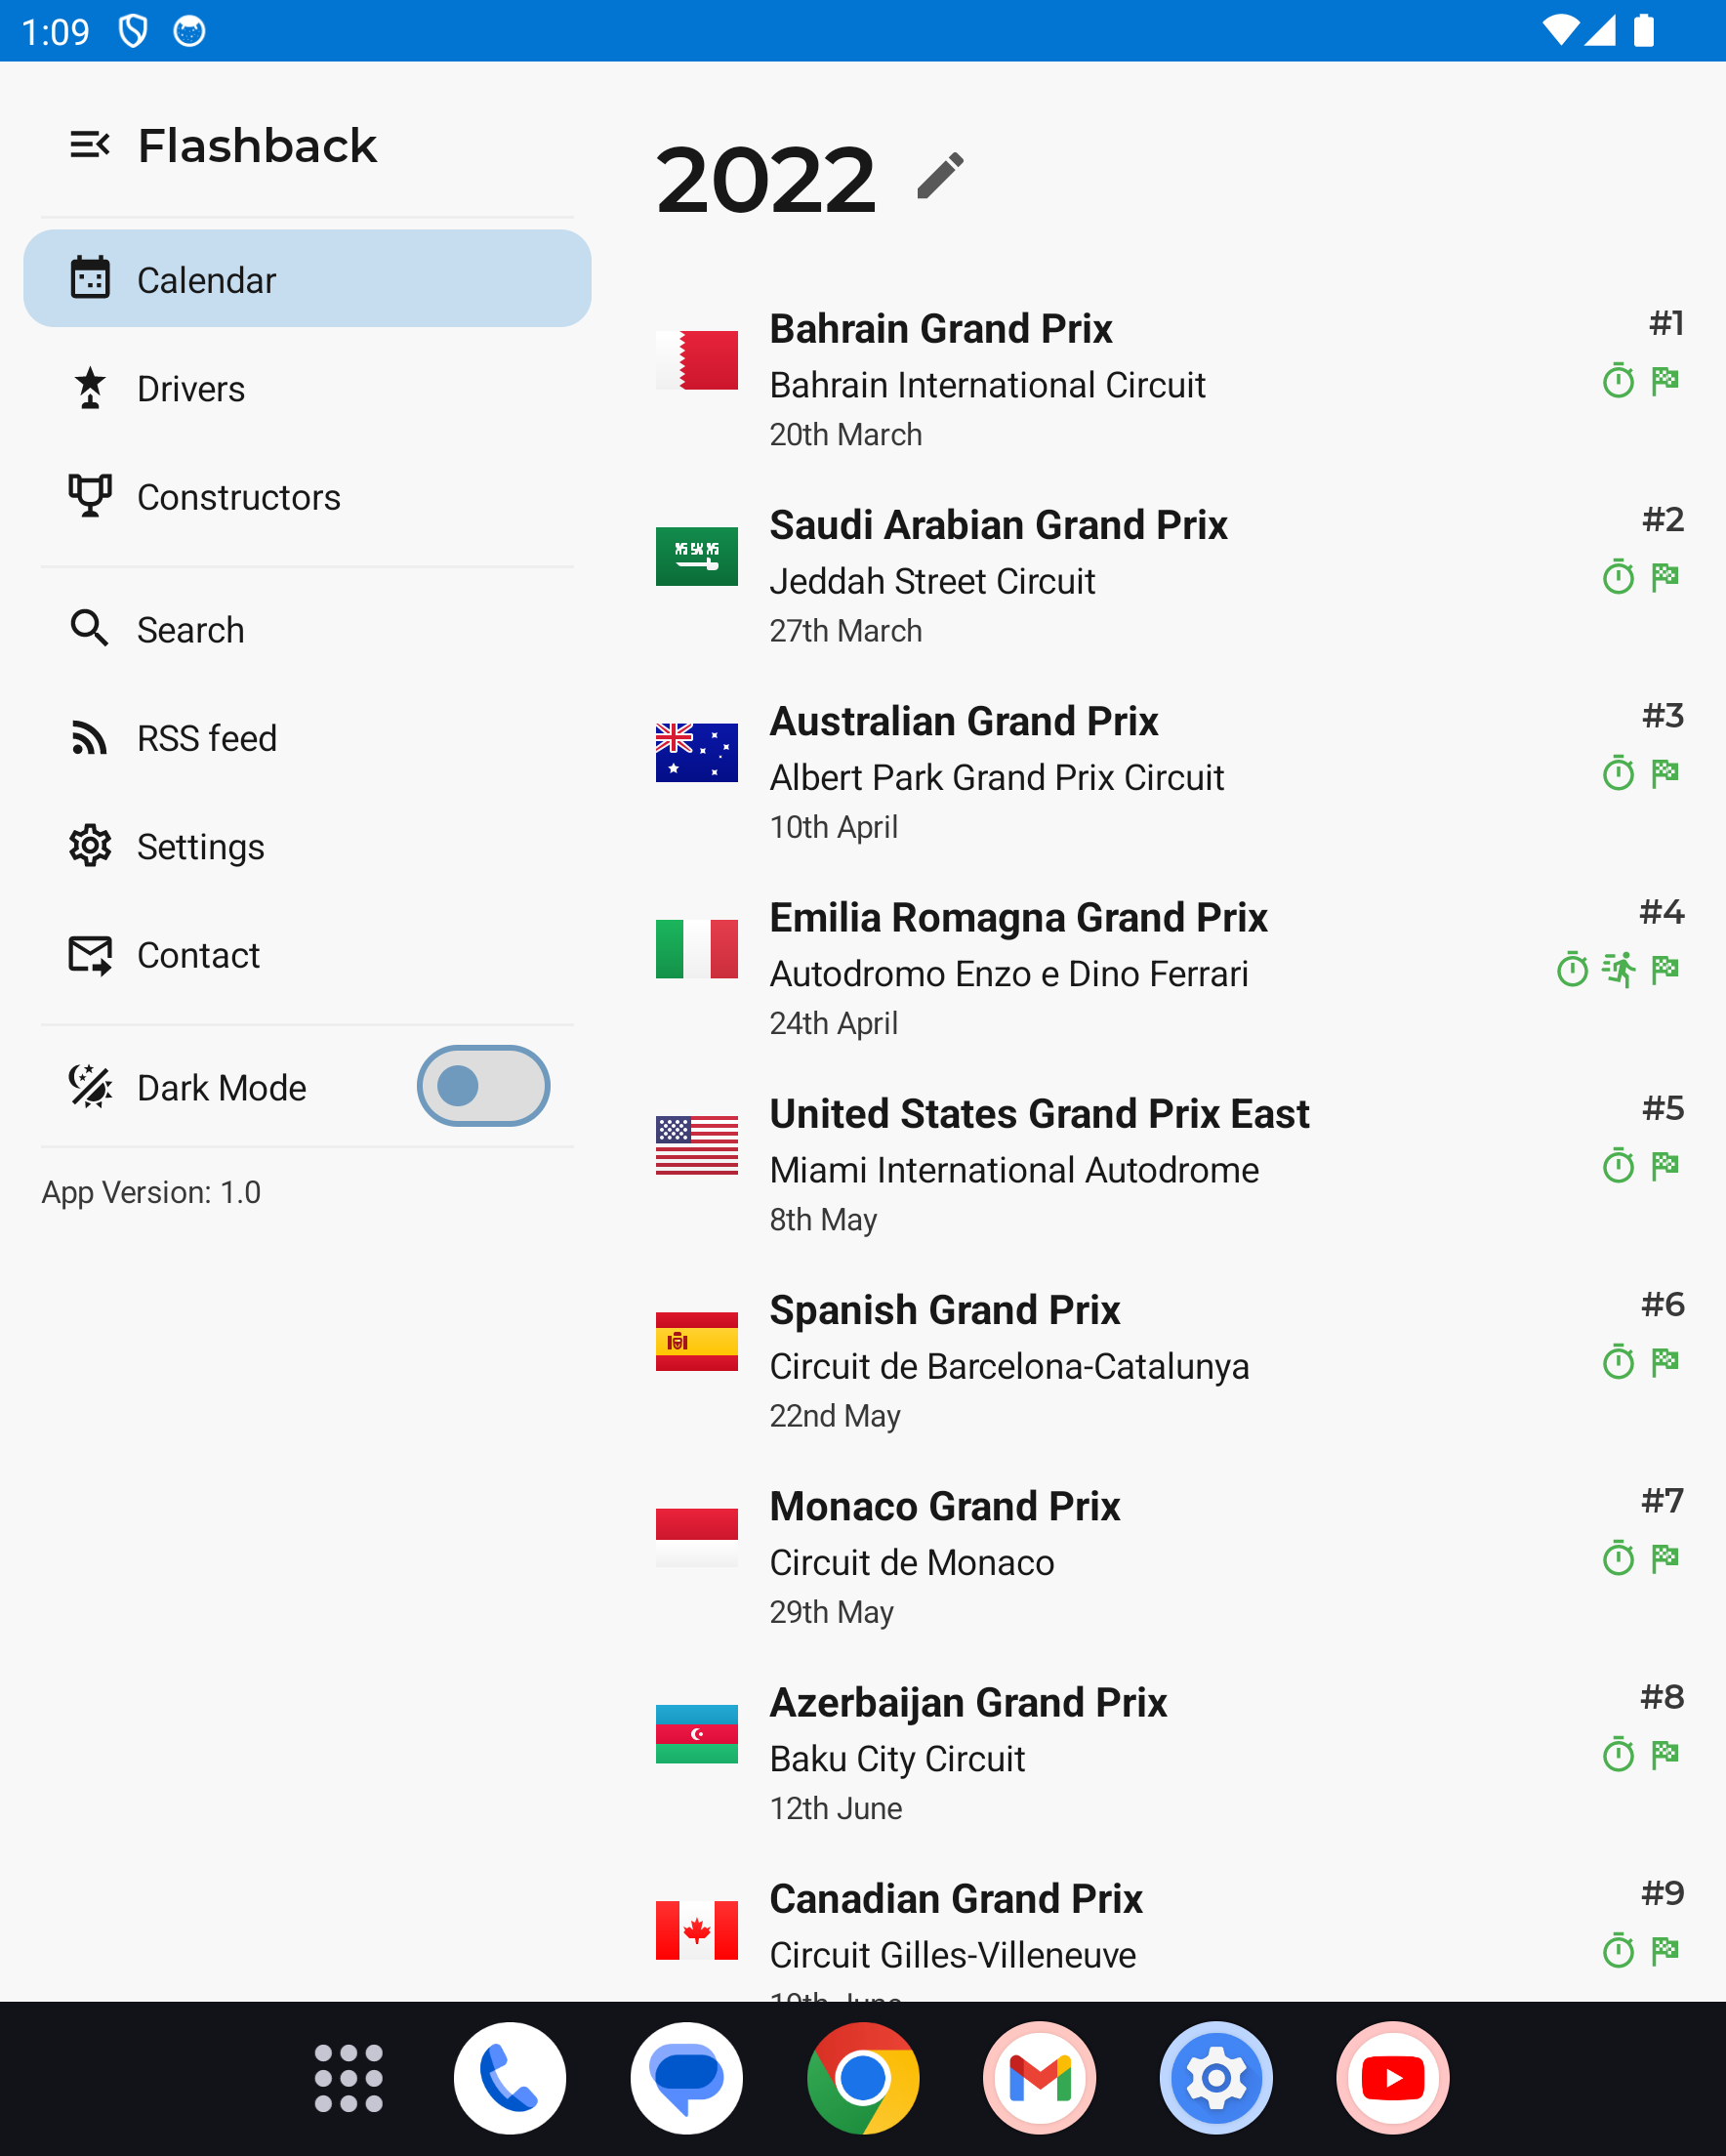 1:09
Flashback
Calendar
Drivers
Constructors
Search
RSS feed
Settings
Contact
Dark Mode
App Version: 1.0
2022
Bahrain Grand Prix
#1
Bahrain International Circuit
20th March
Saudi Arabian Grand Prix
#2
Jeddah Street Circuit
27th March
Australian Grand Prix
#3
Albert Park Grand Prix Circuit
10th April
Emilia Romagna Grand Prix
#4
Autodromo Enzo e Dino Ferrari
24th April
United States Grand Prix East
#5
Miami International Autodrome
8th May
Spanish Grand Prix
#6
Circuit de Barcelona-Catalunya
22nd May
Monaco Grand Prix
#7
Circuit de Monaco
29th May
Azerbaijan Grand Prix
#8
Baku City Circuit
12th June
Canadian Grand Prix
#9
Circuit Gilles-Villeneuve